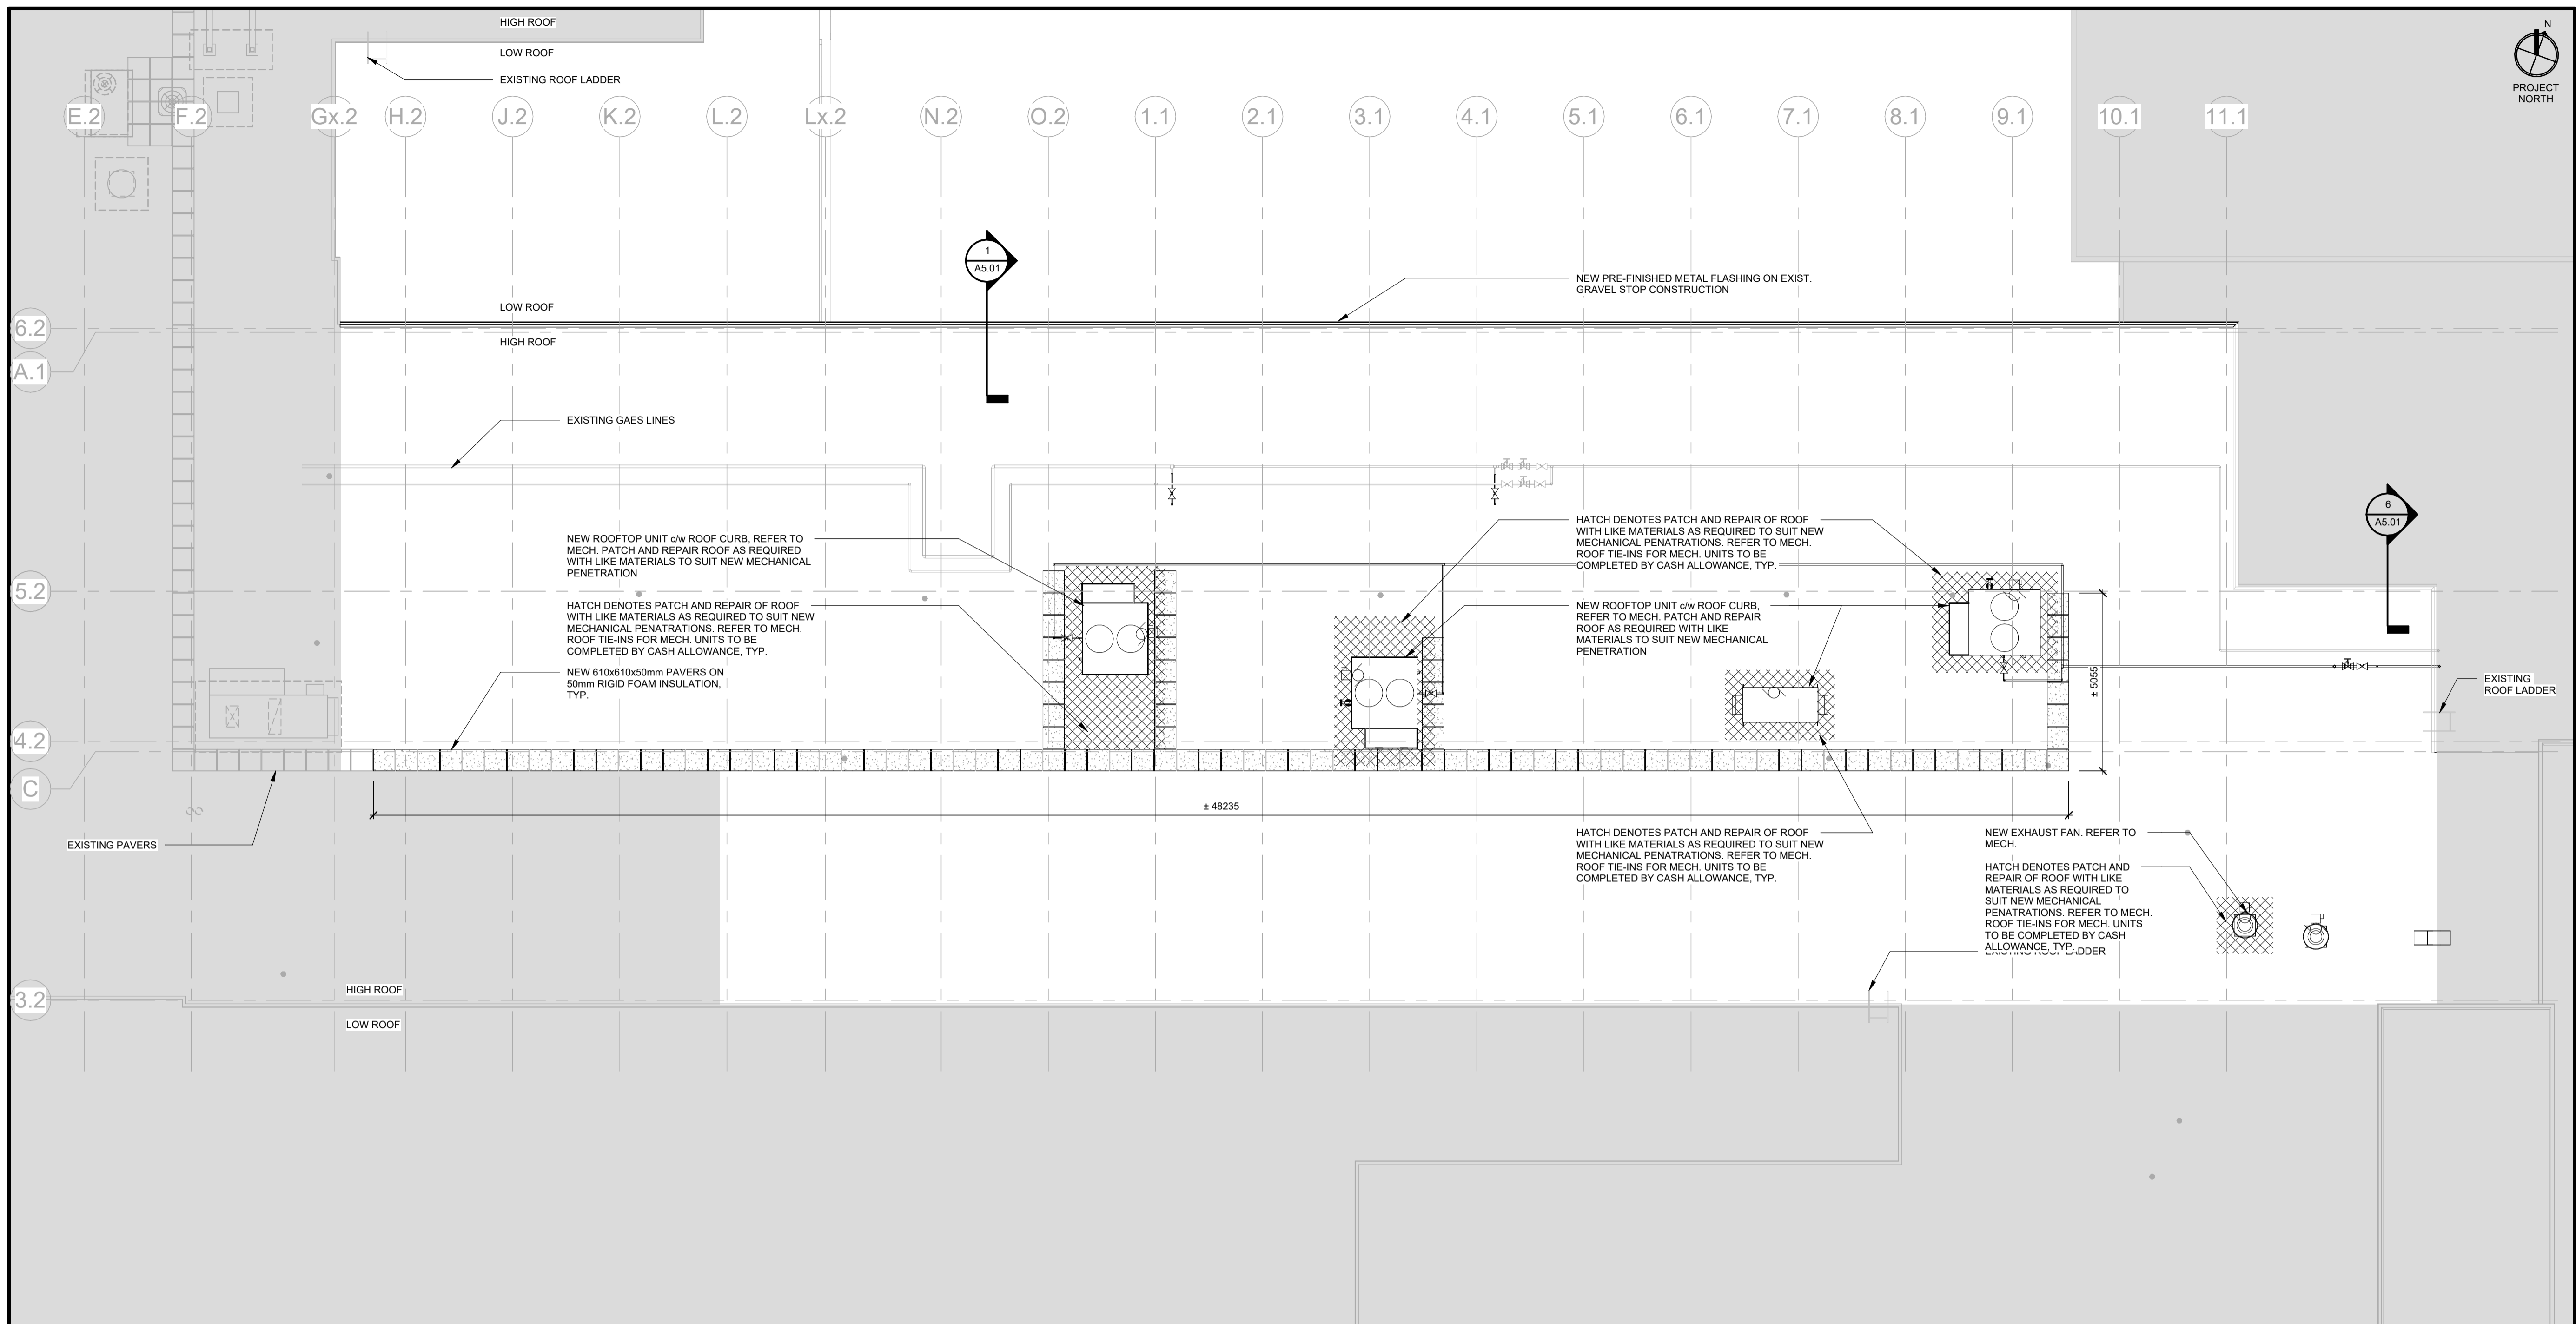 HIGH ROOF
LOW ROOF
EXISTING ROOF LADDER
N
PROJECT
NORTH
E.2
F.2
Gx.2
H.2
J.2
K.2
L.2
Lx.2
N.2
O.2
1.1
2.1
3.1
4.1
5.1
6.1
7.1
8.1
9.1
10.1
11.1
1
A5.01
NEW PRE-FINISHED METAL FLASHING ON EXIST.
GRAVEL STOP CONSTRUCTION
LOW ROOF
6.2
HIGH ROOF
A.1
EXISTING GAES LINES
6
A5.01
NEW ROOFTOP UNIT c/w ROOF CURB, REFER TO
MECH. PATCH AND REPAIR ROOF AS REQUIRED
WITH LIKE MATERIALS TO SUIT NEW MECHANICAL
PENETRATION
HATCH DENOTES PATCH AND REPAIR OF ROOF
WITH LIKE MATERIALS AS REQUIRED TO SUIT NEW
MECHANICAL PENATRATIONS. REFER TO MECH.
ROOF TIE-INS FOR MECH. UNITS TO BE
COMPLETED BY CASH ALLOWANCE, TYP.
5.2
HATCH DENOTES PATCH AND REPAIR OF ROOF
WITH LIKE MATERIALS AS REQUIRED TO SUIT NEW
MECHANICAL PENATRATIONS. REFER TO MECH.
ROOF TIE-INS FOR MECH. UNITS TO BE
COMPLETED BY CASH ALLOWANCE, TYP.
NEW ROOFTOP UNIT c/w ROOF CURB,
REFER TO MECH. PATCH AND REPAIR
ROOF AS REQUIRED WITH LIKE
MATERIALS TO SUIT NEW MECHANICAL
PENETRATION
NEW 610x610x50mm PAVERS ON
50mm RIGID FOAM INSULATION,
TYP.
± 5055
EXISTING
ROOF LADDER
4.2
C
± 48235
EXISTING PAVERS
HATCH DENOTES PATCH AND REPAIR OF ROOF
WITH LIKE MATERIALS AS REQUIRED TO SUIT NEW
MECHANICAL PENATRATIONS. REFER TO MECH.
ROOF TIE-INS FOR MECH. UNITS TO BE
COMPLETED BY CASH ALLOWANCE, TYP.
NEW EXHAUST FAN. REFER TO
MECH.
HATCH DENOTES PATCH AND
REPAIR OF ROOF WITH LIKE
MATERIALS AS REQUIRED TO
SUIT NEW MECHANICAL
PENATRATIONS. REFER TO MECH.
ROOF TIE-INS FOR MECH. UNITS
TO BE COMPLETED BY CASH
ALLOWANCE, TYP.
EXISTING ROOF LADDER
HIGH ROOF
3.2
LOW ROOF